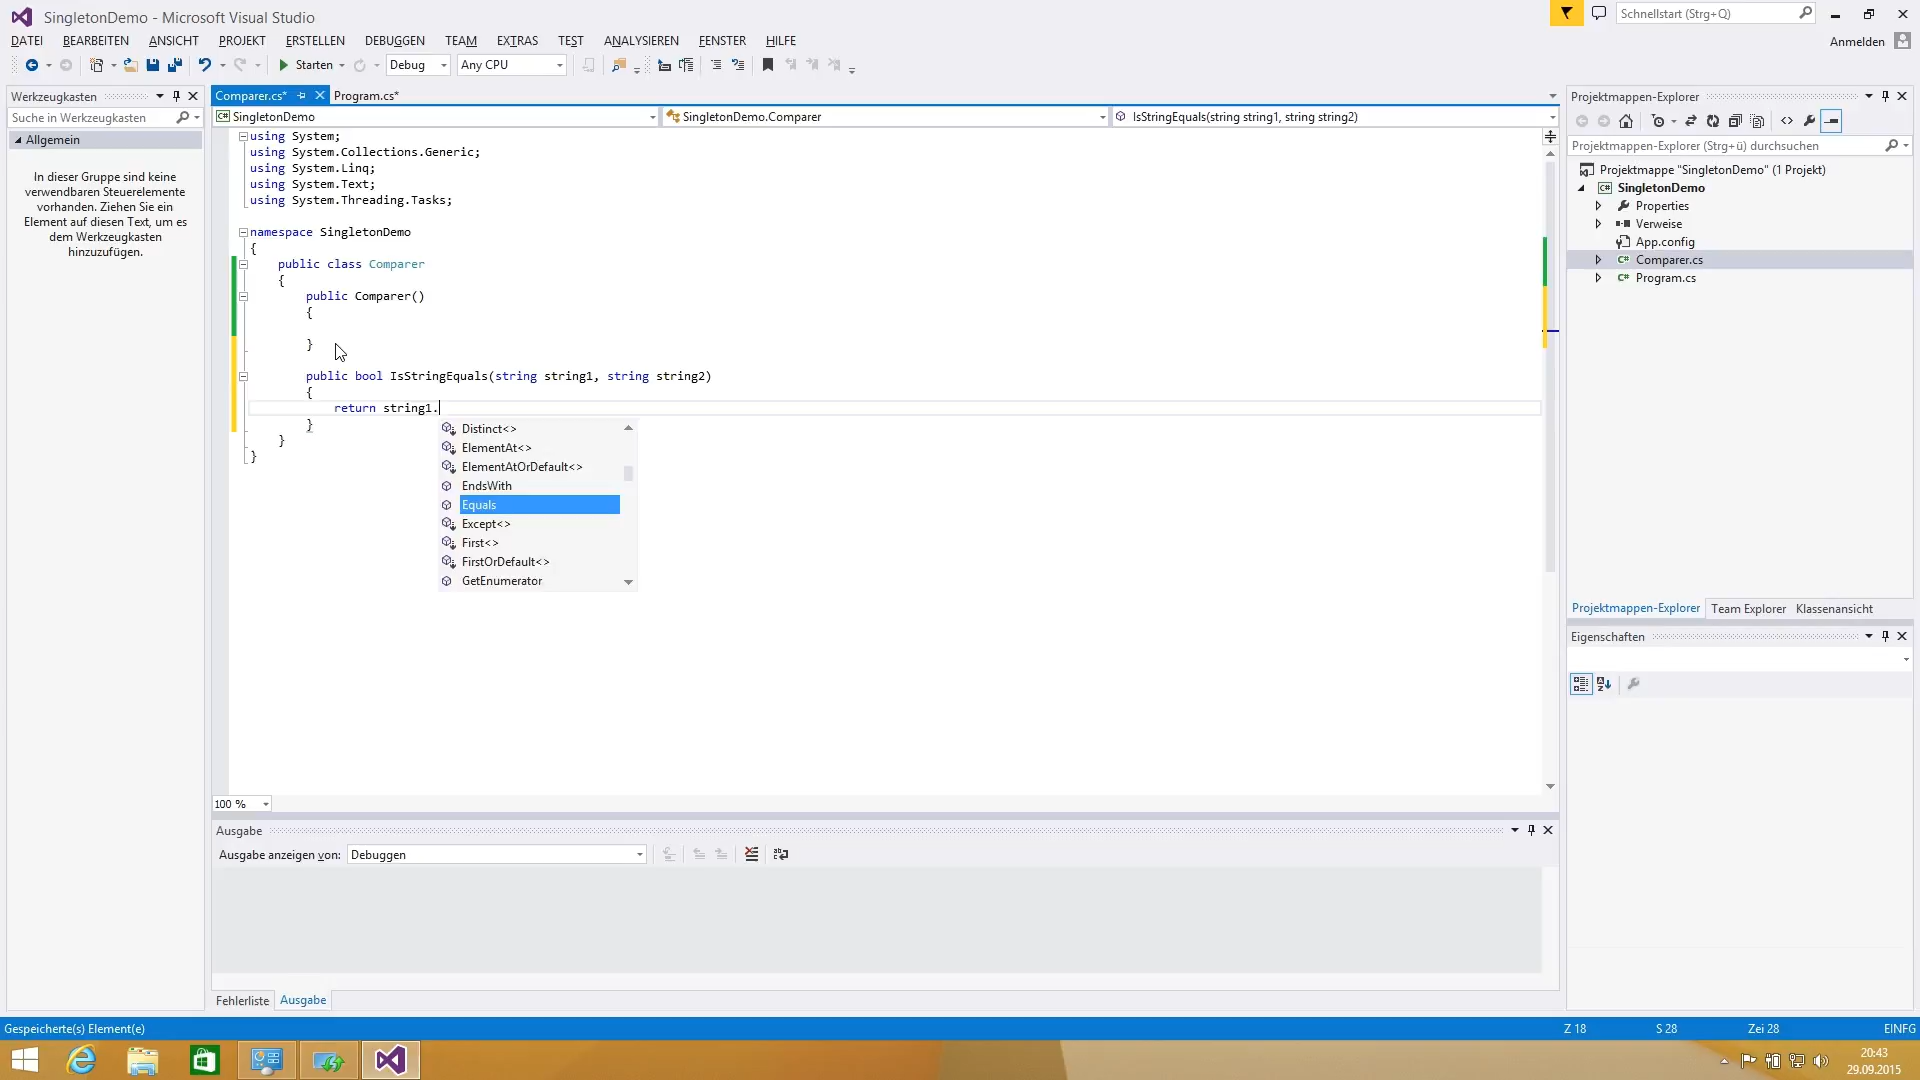 SingletonDemo - Microsoft Visual Studio
Schnellstart (Strg+Q)
DATEI BEARBEITEN ANSICHT PROJEKT ERSTELLEN DEBUGGEN TEAM EXTRAS TEST ANALYSIEREN FENSTER HILFE
Anmelden
Starten Debug Any CPU
Werkzeugkasten
Suche in Werkzeugkasten
Allgemein
In dieser Gruppe sind keine
verwendbaren Steuerelemente
vorhanden. Ziehen Sie ein
Element auf diesen Text, um es
dem Werkzeugkasten
hinzuzufügen.
Comparer.cs* Program.cs*
SingletonDemo SingletonDemo.Comparer IsStringEquals(string string1, string string2)
using System;
using System.Collections.Generic;
using System.Linq;
using System.Text;
using System.Threading.Tasks;
namespace SingletonDemo
{
public class Comparer
{
public Comparer()
{
}
public bool IsStringEquals(string string1, string string2)
{
return string1.
}
}
}
Distinct<>
ElementAt<>
ElementAtOrDefault<>
EndsWith
Equals
Except<>
First<>
FirstOrDefault<>
GetEnumerator
100 %
Ausgabe
Ausgabe anzeigen von: Debuggen
Fehlerliste Ausgabe
Projektmappen-Explorer
Projektmappen-Explorer (Strg+ü) durchsuchen
Projektmappe "SingletonDemo" (1 Projekt)
SingletonDemo
Properties
Verweise
App.config
Comparer.cs
Program.cs
Projektmappen-Explorer Team Explorer Klassenansicht
Eigenschaften
Gespeicherte(s) Element(e) Z 18 S 28 Zei 28 EINFG
20:43
29.09.2015